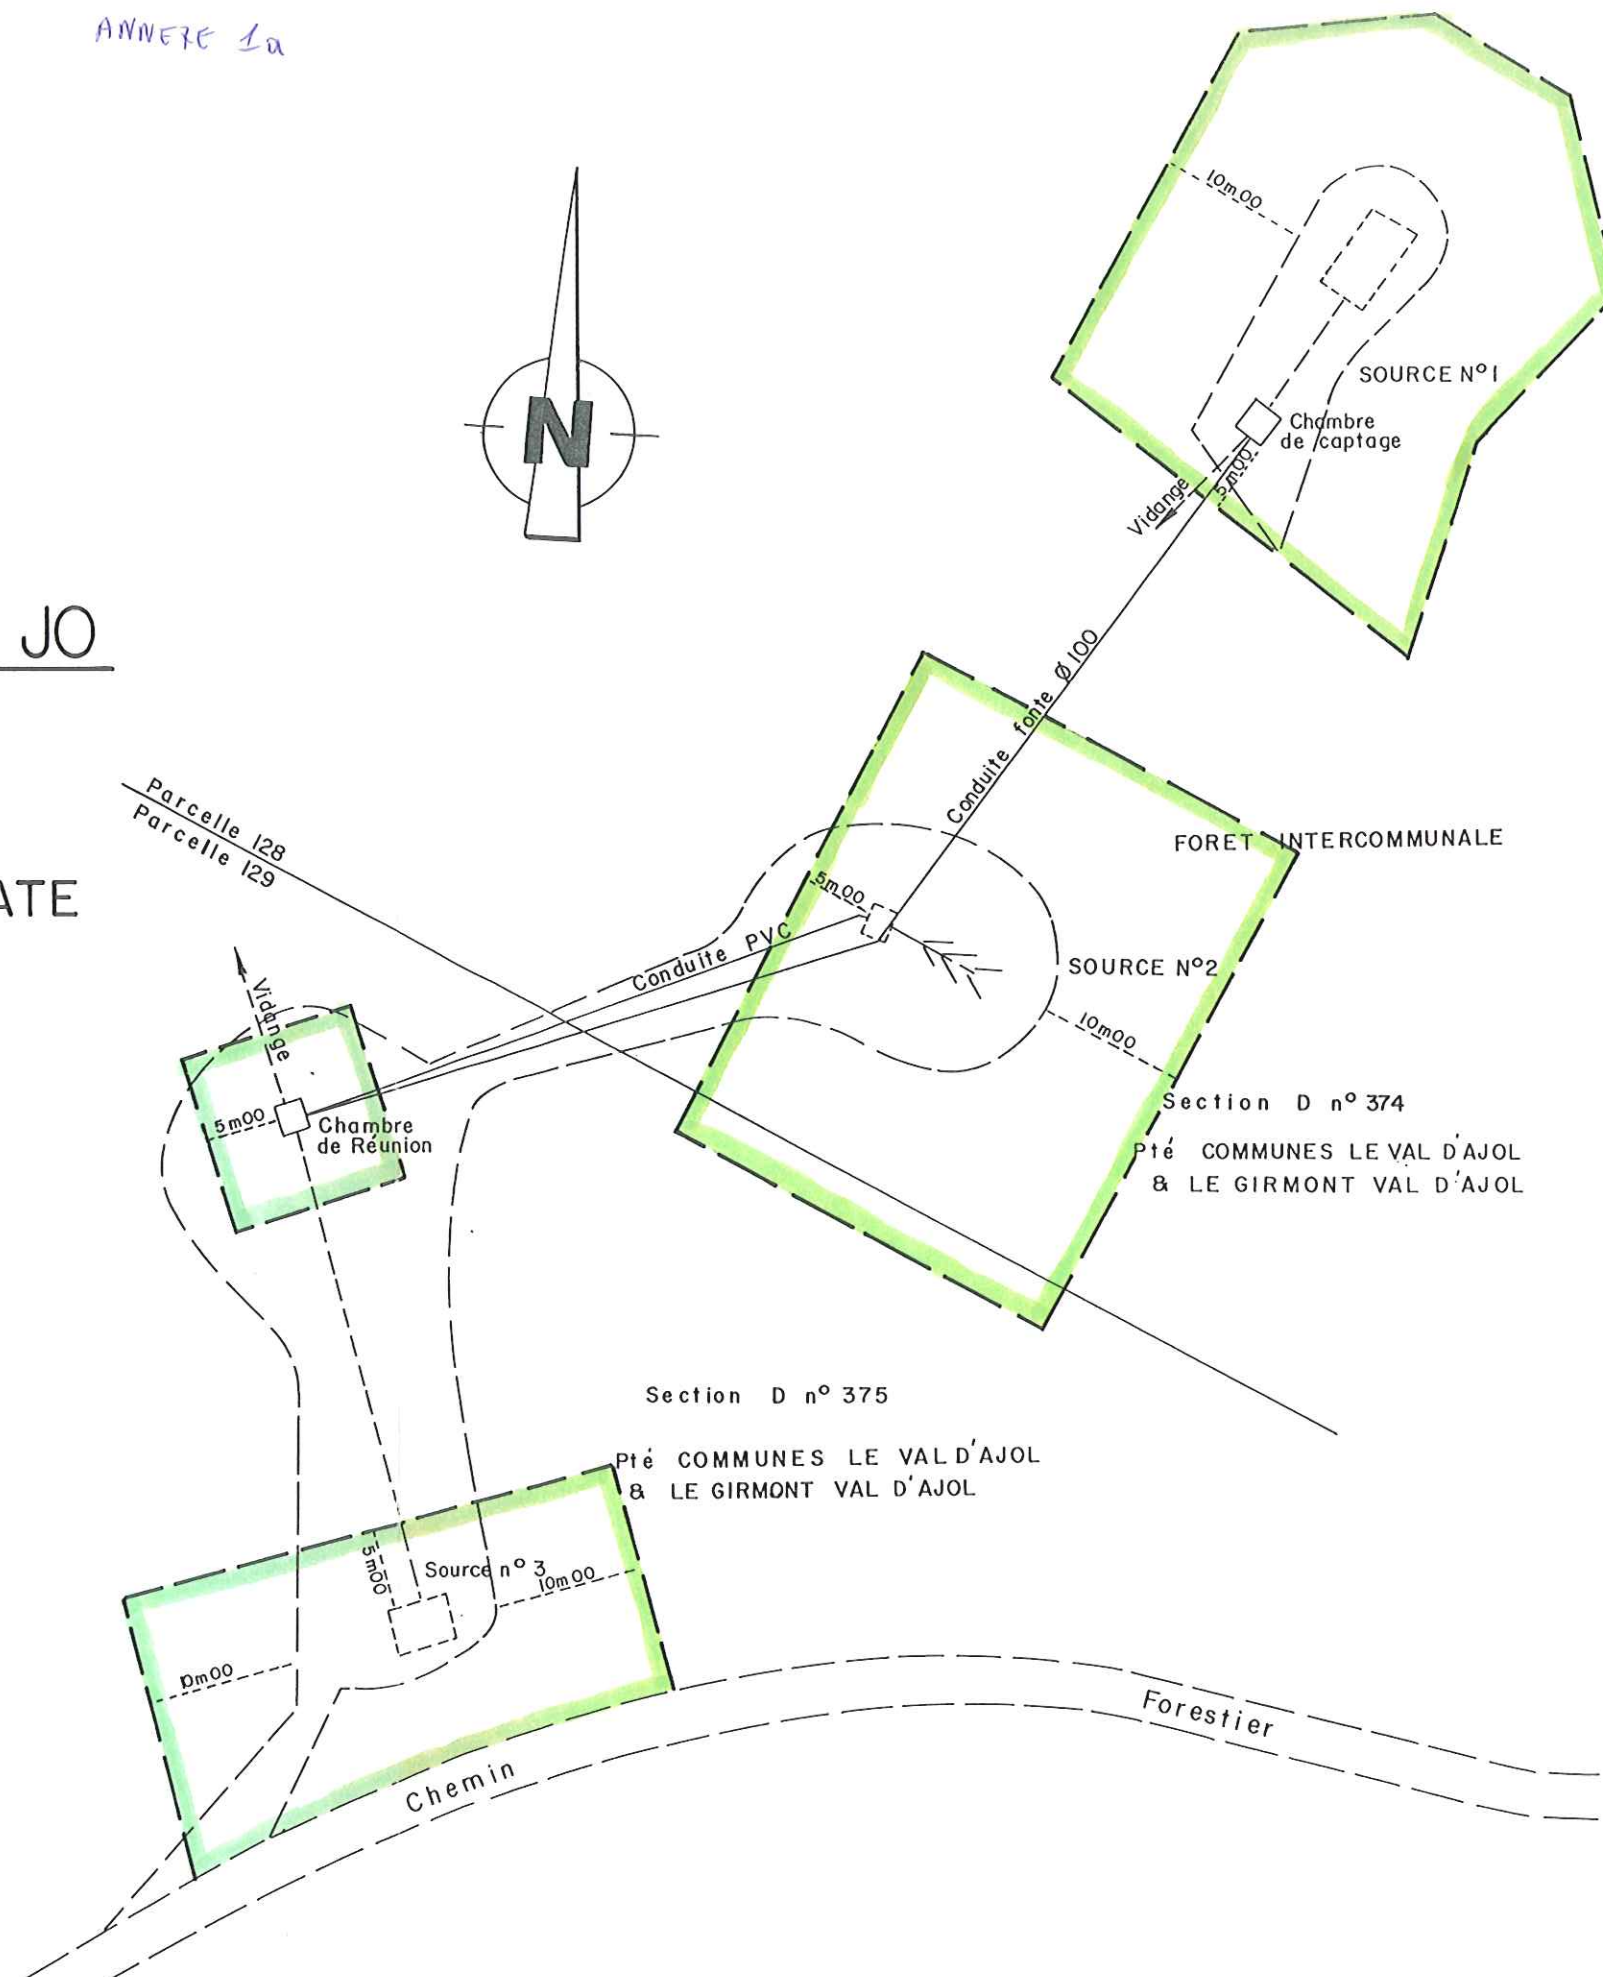 ANNEXE 1a
10m00
SOURCE N°1
Chambre
de captage
5m00
Vidange
N
JO
Conduite fonte Ø 100
Parcelle 128
Parcelle 129
FORET INTERCOMMUNALE
ATE
5m00
Conduite PVC
SOURCE N°2
Vidange
10m00
Section D n° 374
5m00
Chambre
de Réunion
Pté COMMUNES LE VAL D'AJOL
& LE GIRMONT VAL D'AJOL
Section D n° 375
Pté COMMUNES LE VAL D'AJOL
& LE GIRMONT VAL D'AJOL
5m00
Source n° 3
10m00
10m00
Forestier
Chemin